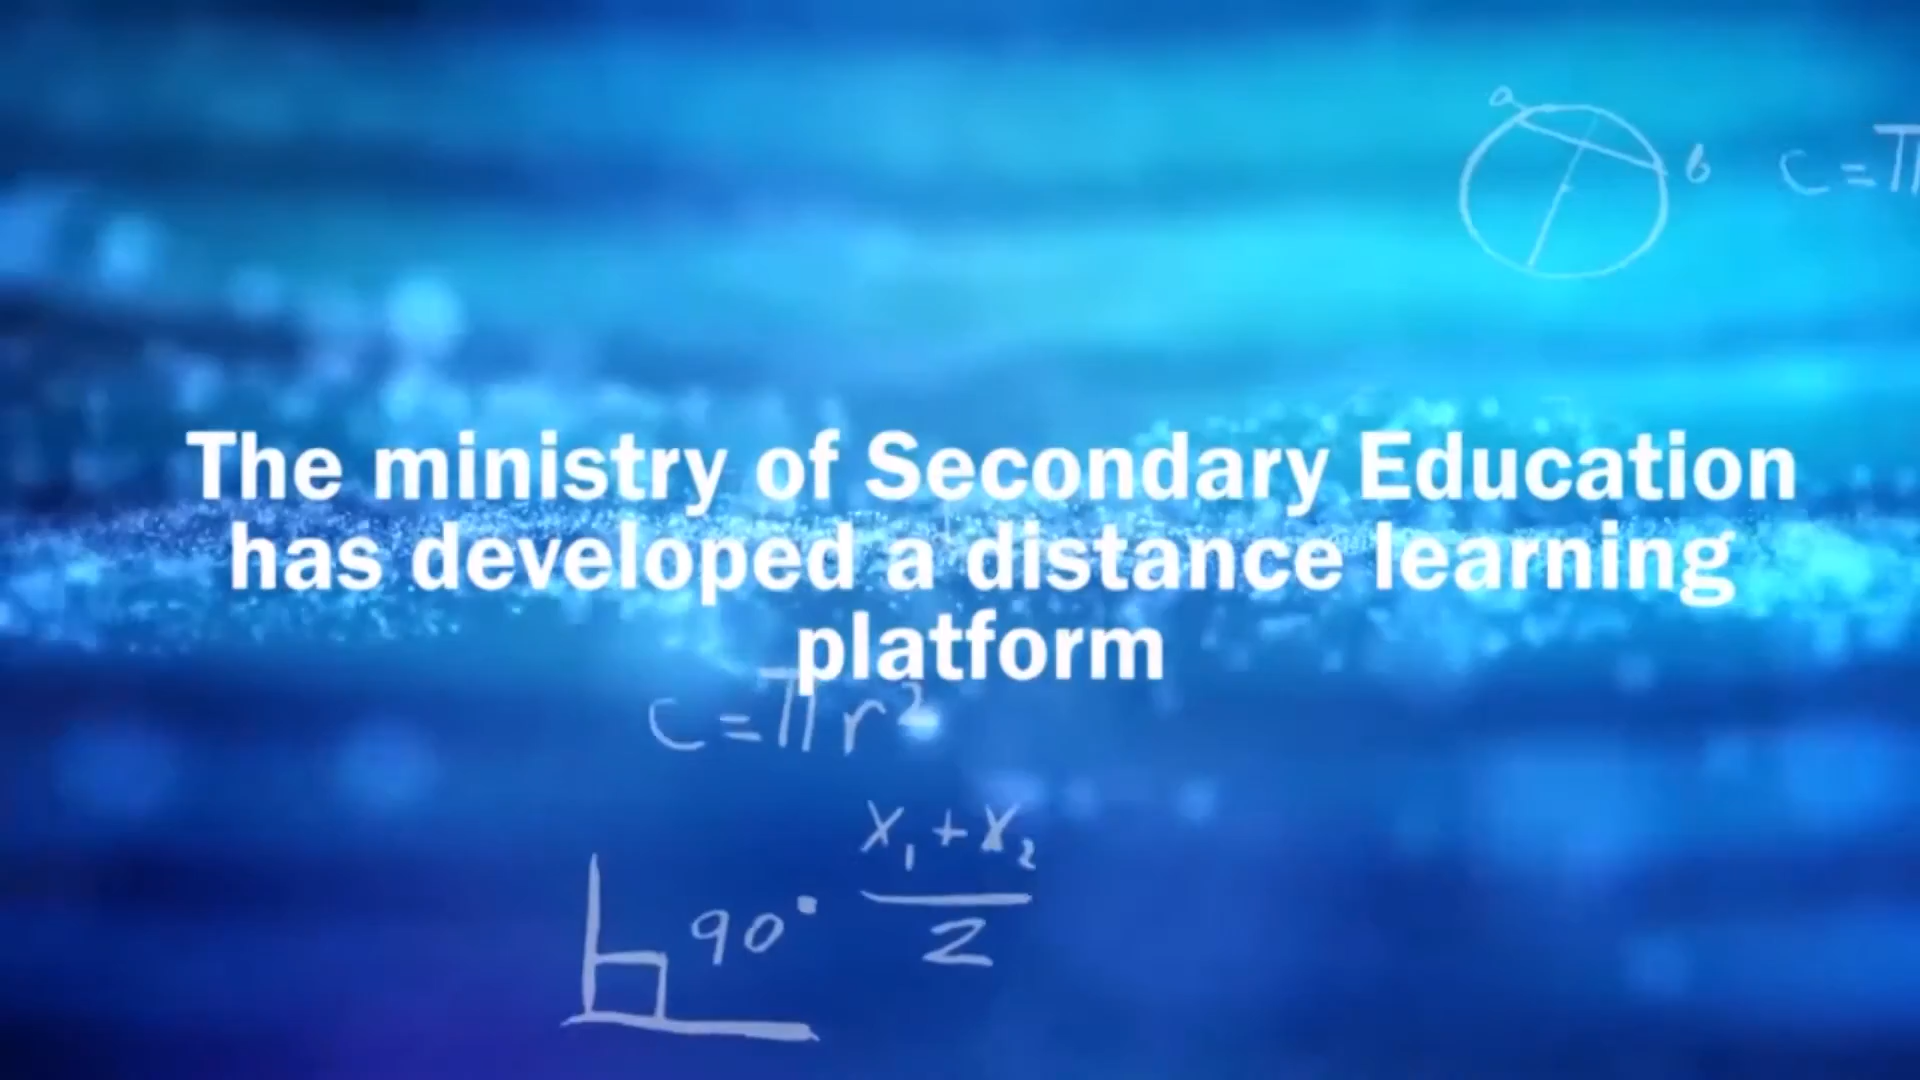 a
b
C=π
The ministry of Secondary Education
has developed a distance learning
platform
C=πr²
X₁+X₂
2
90°